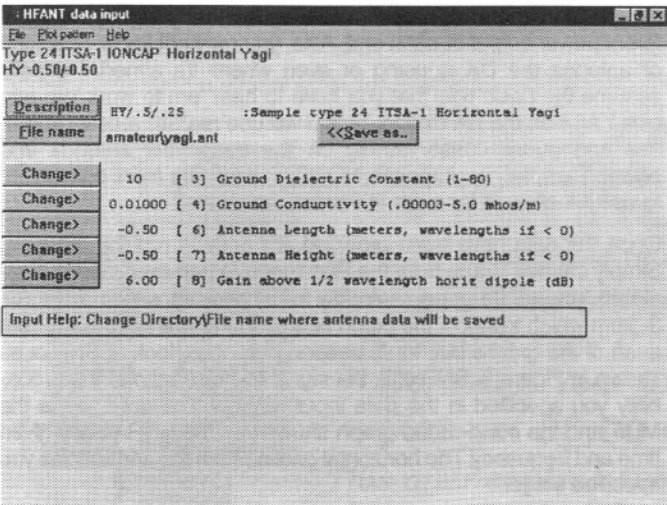 : HFANT data input
File Plot pattern Help
Type 24 ITSA-1 IONCAP Horizontal Yagi
HY -0.50/-0.50
Description HY/.5/.25 :Sample type 24 ITSA-1 Horizontal Yagi
File name amateur\yagi.ant <<Save as..
Change> 10 [ 3] Ground Dielectric Constant (1-80)
Change> 0.01000 [ 4] Ground Conductivity (.00003-5.0 mhos/m)
Change> -0.50 [ 6] Antenna Length (meters, wavelengths if < 0)
Change> -0.50 [ 7] Antenna Height (meters, wavelengths if < 0)
Change> 6.00 [ 8] Gain above 1/2 wavelength horiz dipole (dB)
Input Help: Change Directory\File name where antenna data will be saved